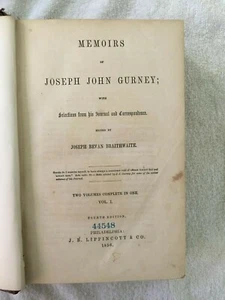 MEMOIRS
OF
JOSEPH JOHN GURNEY;
WITH
Selections from his Journal and Correspondence.
EDITED BY
JOSEPH BEVAN BRAITHWAITE.
TWO VOLUMES COMPLETE IN ONE.
VOL. I.
FOURTH EDITION.
44548
PHILADELPHIA:
J. B. LIPPINCOTT & CO.